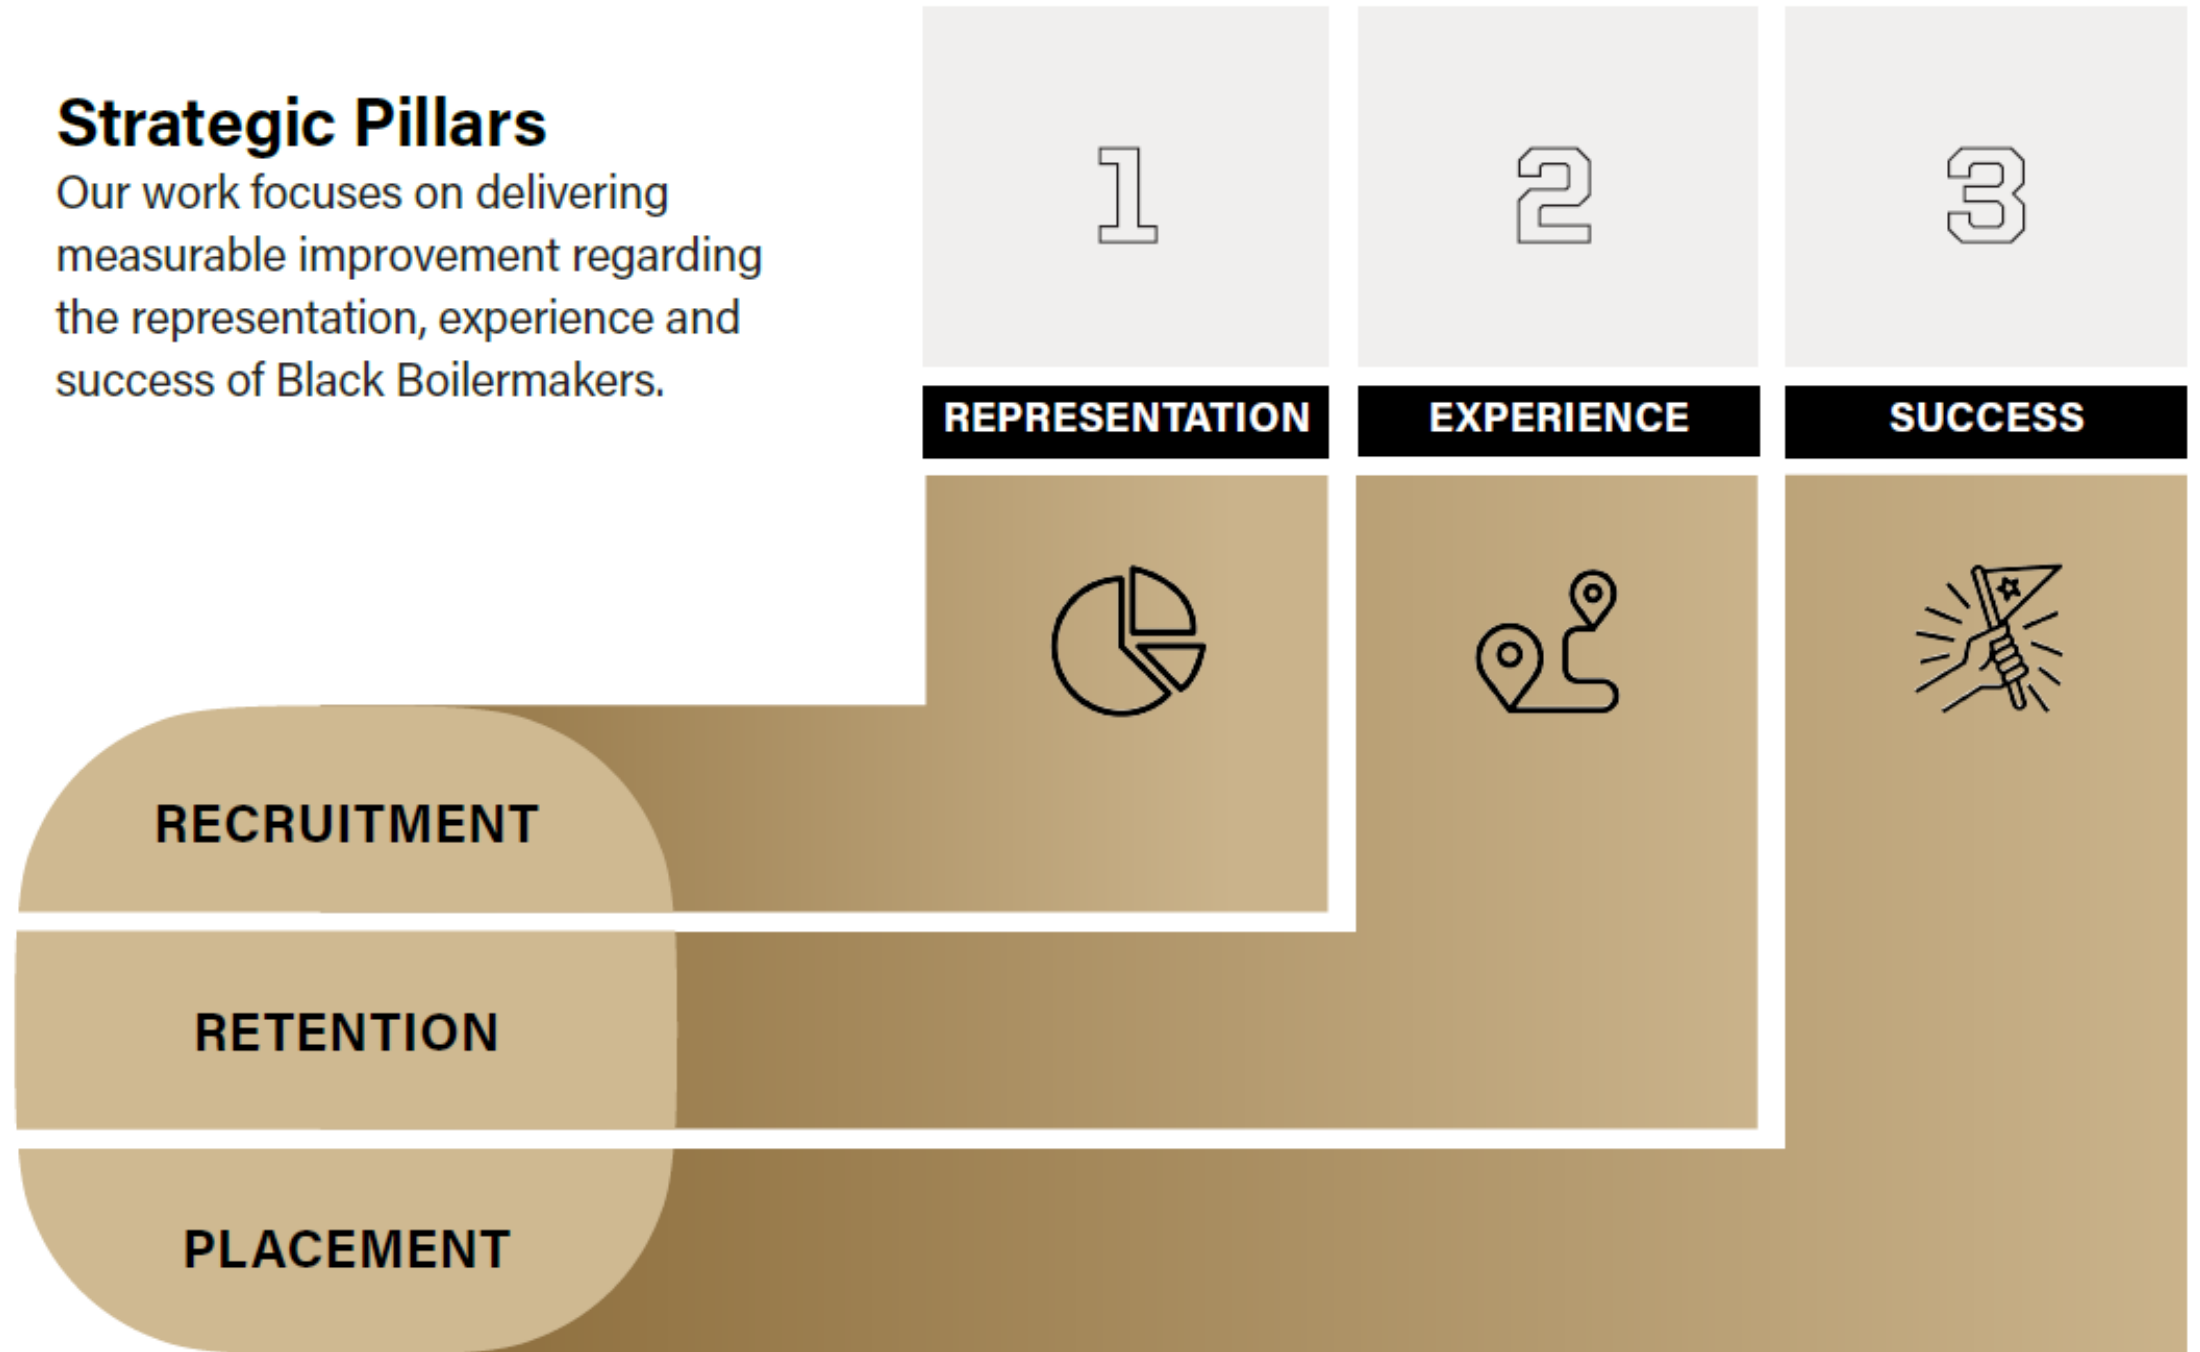 Strategic Pillars
Our work focuses on delivering
measurable improvement regarding
the representation, experience and
success of Black Boilermakers.
1
2
3
REPRESENTATION
EXPERIENCE
SUCCESS
RECRUITMENT
RETENTION
PLACEMENT